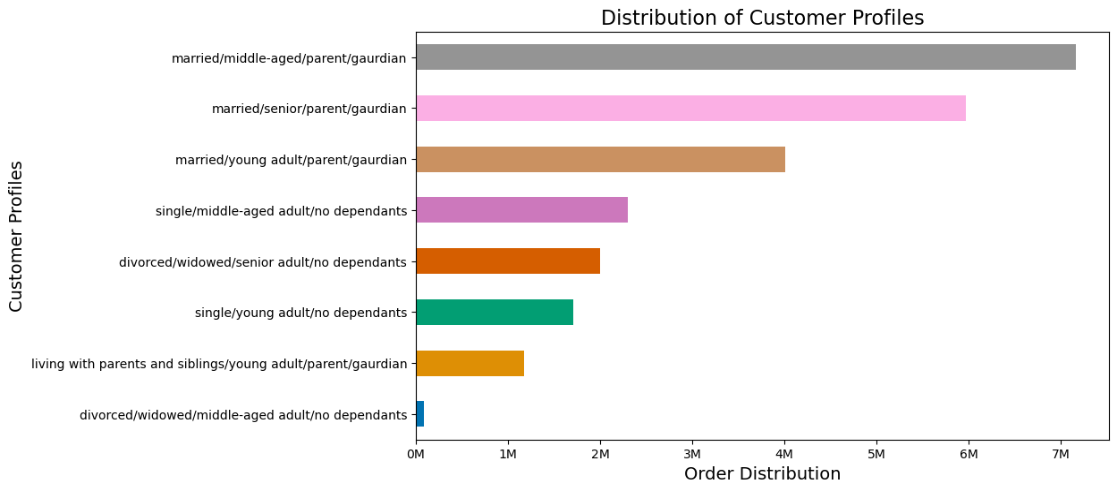 Distribution of Customer Profiles
married/middle-aged/parent/gaurdian
married/senior/parent/gaurdian
married/young adult/parent/gaurdian
single/middle-aged adult/no dependants
divorced/widowed/senior adult/no dependants
single/young adult/no dependants
living with parents and siblings/young adult/parent/gaurdian
divorced/widowed/middle-aged adult/no dependants
Customer Profiles
0M 1M 2M 3M 4M 5M 6M 7M
Order Distribution